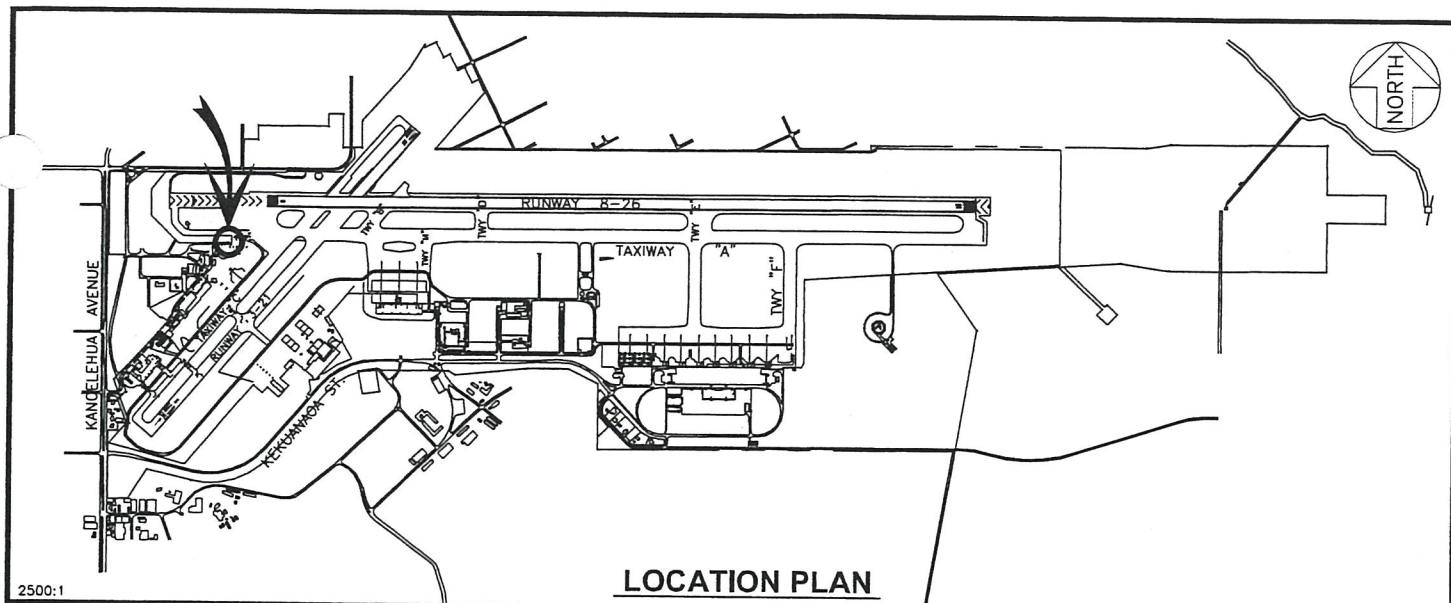 NORTH
RUNWAY 8-26
TWY "B"
TWY "D"
TWY "E"
TWY "H"
TAXIWAY "A"
TWY "F"
KANOELEHUA AVENUE
TAXIWAY C
RUNWAY 3-21
KEKUANAOA ST.
2500:1
LOCATION PLAN